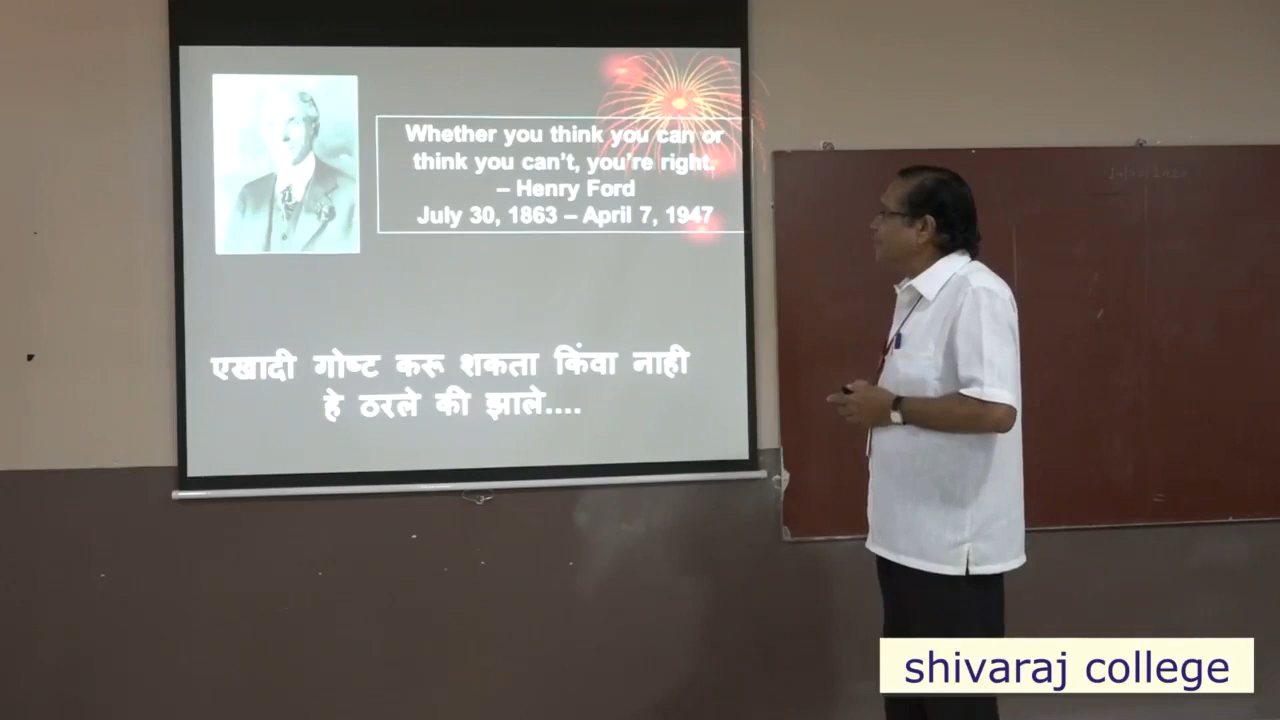 Whether you think you can or
think you can't, you're right.
– Henry Ford
July 30, 1863 – April 7, 1947
एखादी गोष्ट करू शकता किंवा नाही
हे ठरले की झाले....
shivaraj college